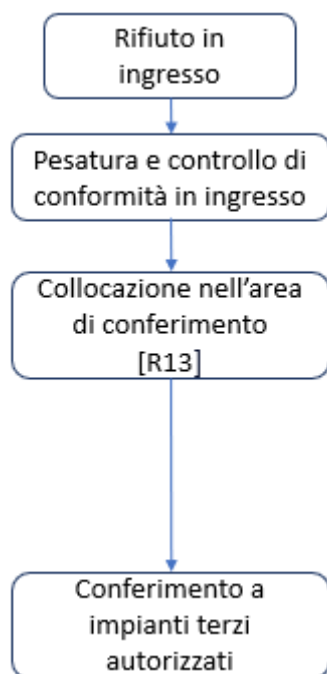 Rifiuto in
ingresso
Pesatura e controllo di
conformità in ingresso
Collocazione nell'area
di conferimento
[R13]
Conferimento a
impianti terzi
autorizzati